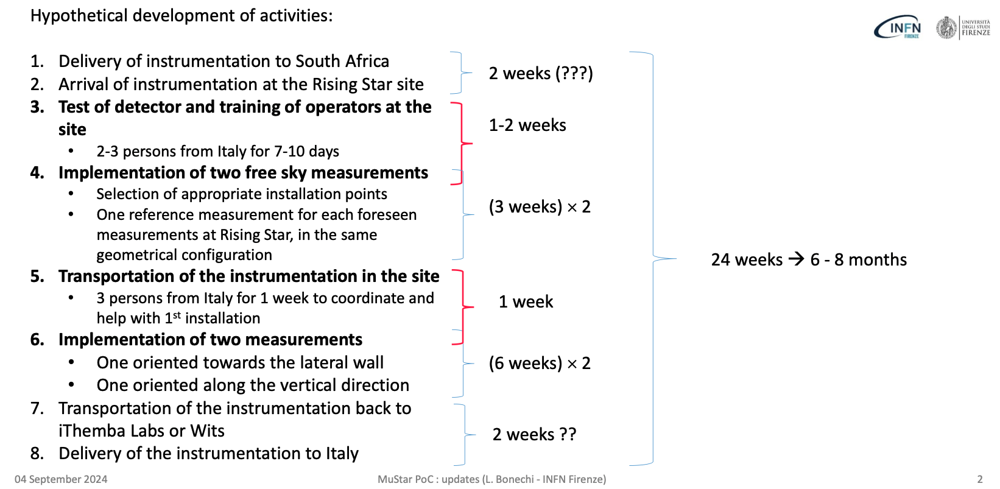 Hypothetical development of activities:
INFN
FIRENZE
UNIVERSITÀ
DEGLI STUDI
FIRENZE
1. Delivery of instrumentation to South Africa
2. Arrival of instrumentation at the Rising Star site
2 weeks (???)
3. Test of detector and training of operators at the
site
• 2-3 persons from Italy for 7-10 days
1-2 weeks
4. Implementation of two free sky measurements
• Selection of appropriate installation points
• One reference measurement for each foreseen
measurements at Rising Star, in the same
geometrical configuration
(3 weeks) × 2
5. Transportation of the instrumentation in the site
• 3 persons from Italy for 1 week to coordinate and
help with 1st installation
1 week
6. Implementation of two measurements
• One oriented towards the lateral wall
• One oriented along the vertical direction
(6 weeks) × 2
7. Transportation of the instrumentation back to
iThemba Labs or Wits
8. Delivery of the instrumentation to Italy
2 weeks ??
24 weeks → 6 - 8 months
04 September 2024
MuStar PoC : updates (L. Bonechi - INFN Firenze)
2